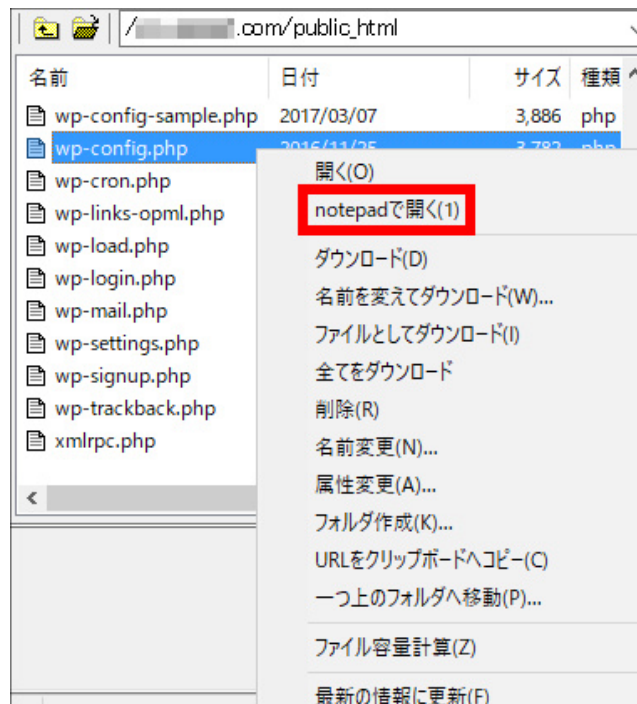 / .com/public_html
名前 日付 サイズ 種類
wp-config-sample.php 2017/03/07 3,886 php
wp-config.php 2016/11/25 3,782 php
wp-cron.php
wp-links-opml.php
wp-load.php
wp-login.php
wp-mail.php
wp-settings.php
wp-signup.php
wp-trackback.php
xmlrpc.php
開く(O)
notepadで開く(1)
ダウンロード(D)
名前を変えてダウンロード(W)...
ファイルとしてダウンロード(I)
全てをダウンロード
削除(R)
名前変更(N)...
属性変更(A)...
フォルダ作成(K)...
URLをクリップボードへコピー(C)
一つ上のフォルダへ移動(P)...
ファイル容量計算(Z)
最新の情報に更新(F)